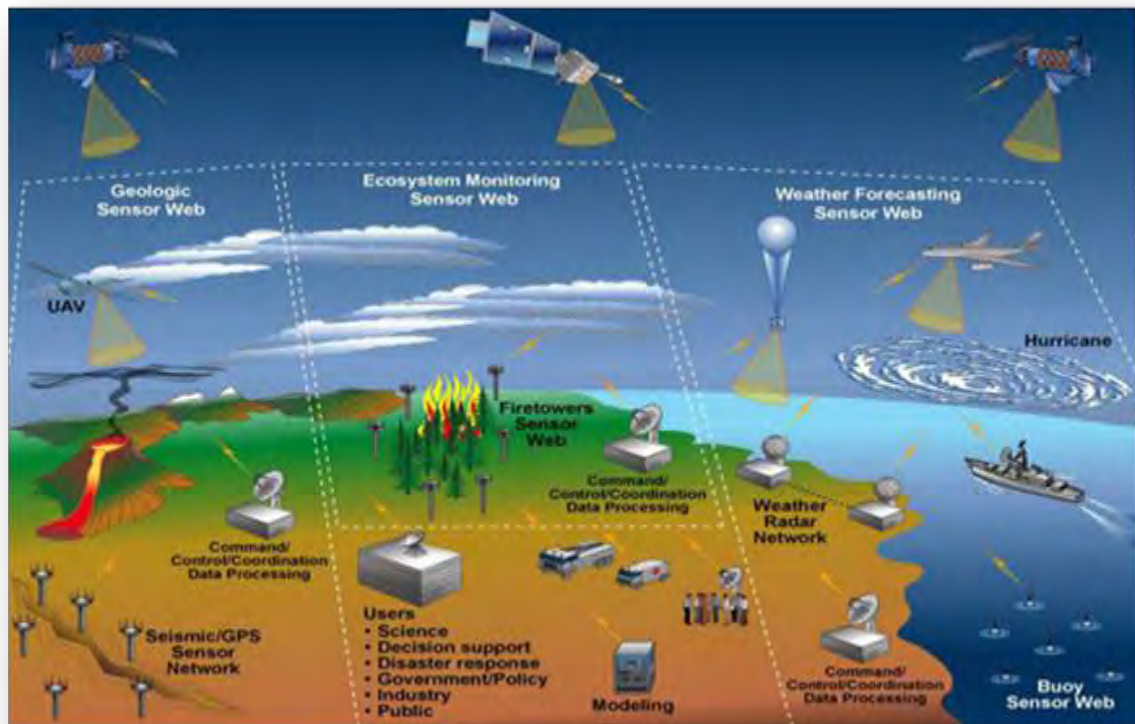 Geologic
Sensor Web
Ecosystem Monitoring
Sensor Web
Weather Forecasting
Sensor Web
UAV
Hurricane
Firetowers
Sensor
Web
Command/
Control/Coordination
Data Processing
Weather
Radar
Network
Command/
Control/Coordination
Data Processing
Users
• Science
• Decision support
• Disaster response
• Government/Policy
• Industry
• Public
Seismic/GPS
Sensor
Network
Modeling
Command/
Control/Coordination
Data Processing
Buoy
Sensor Web